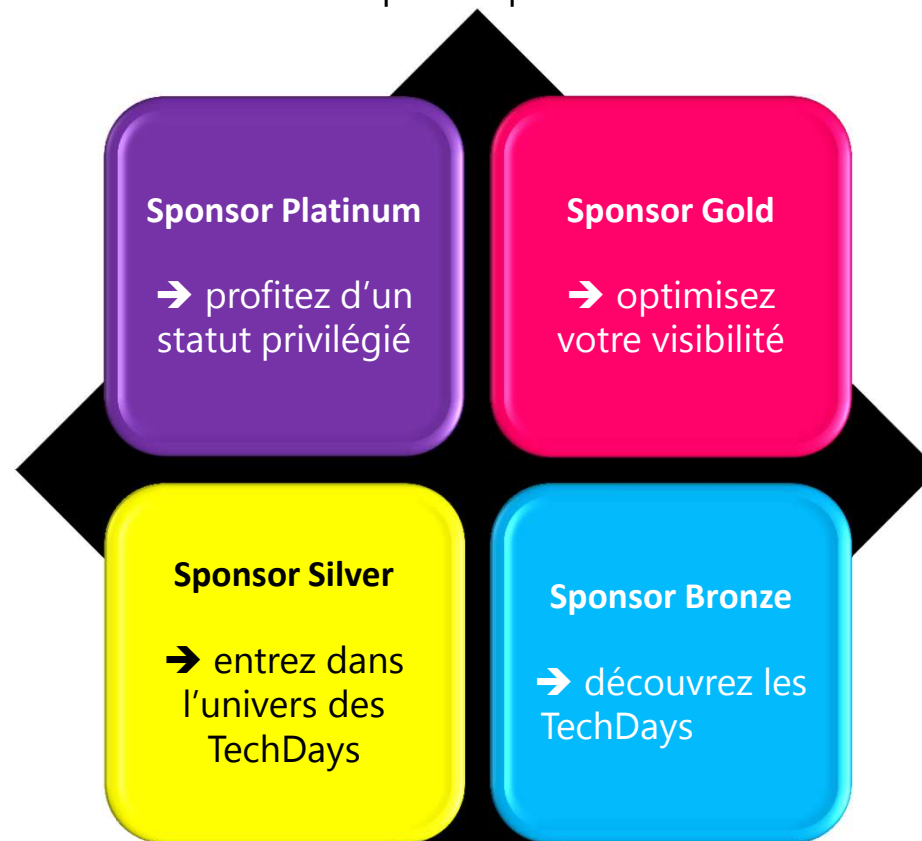 Sponsor Platinum
➔ profitez d’un
statut privilégié
Sponsor Gold
➔ optimisez
votre visibilité
Sponsor Silver
➔ entrez dans
l’univers des
TechDays
Sponsor Bronze
➔ découvrez les
TechDays